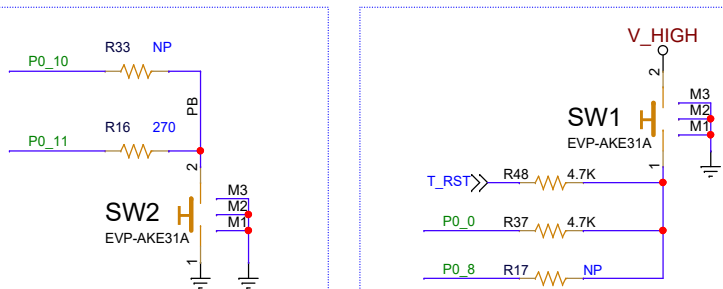 R33 NP
P0_10
PB
R16 270
P0_11
2
M3
M2
M1
SW2
EVP-AKE31A
1
V_HIGH
2
M3
M2
M1
SW1
EVP-AKE31A
1
T_RST R48 4.7K
P0_0 R37 4.7K
P0_8 R17 NP